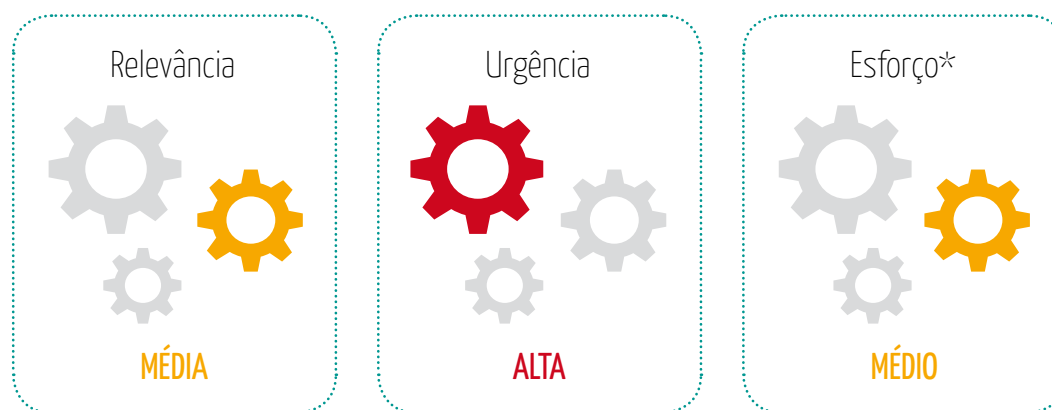 Relevância
Urgência
Esforço*
MÉDIA
ALTA
MÉDIO